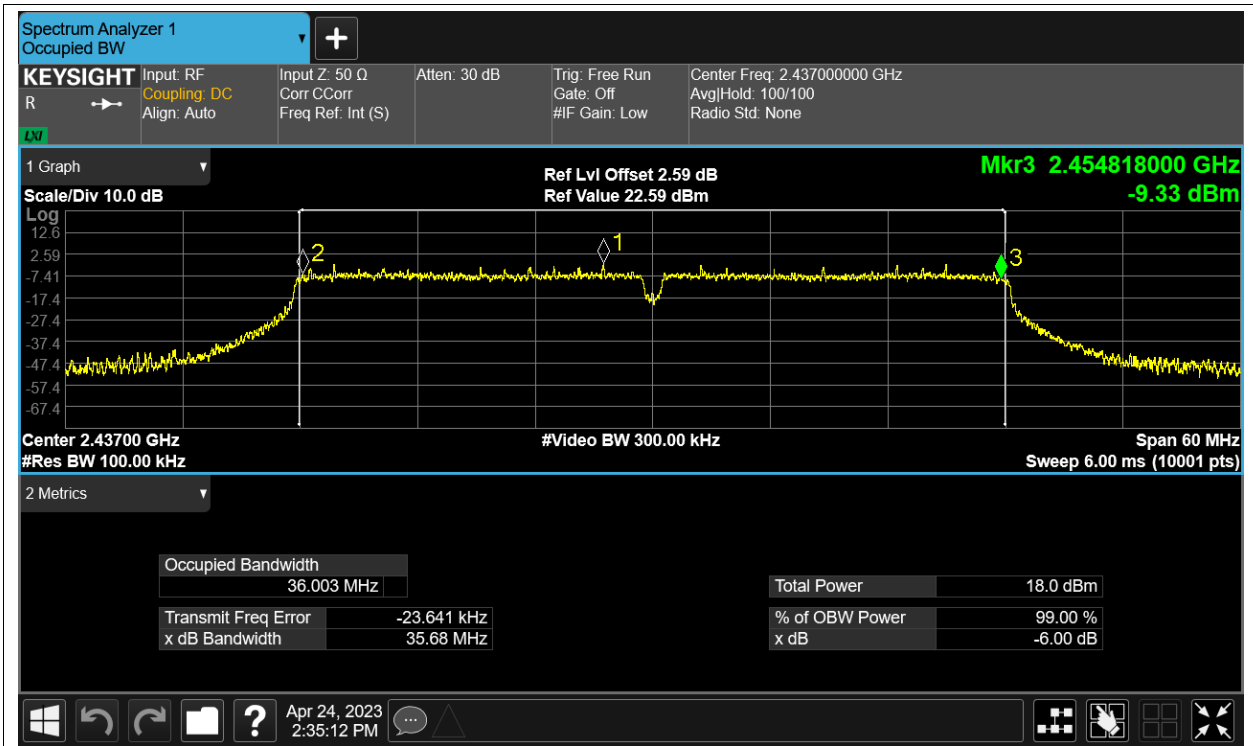 Spectrum Analyzer 1
Occupied BW
▼
+
KEYSIGHT
R
LXI
Input: RF
Coupling: DC
Align: Auto
Input Z: 50 Ω
Corr CCorr
Freq Ref: Int (S)
Atten: 30 dB
Trig: Free Run
Gate: Off
#IF Gain: Low
Center Freq: 2.437000000 GHz
Avg|Hold: 100/100
Radio Std: None
1 Graph
Scale/Div 10.0 dB
Ref Lvl Offset 2.59 dB
Ref Value 22.59 dBm
Mkr3 2.454818000 GHz
-9.33 dBm
Log
12.6
2.59
-7.41
-17.4
-27.4
-37.4
-47.4
-57.4
-67.4
2
1
3
Center 2.43700 GHz
#Res BW 100.00 kHz
#Video BW 300.00 kHz
Span 60 MHz
Sweep 6.00 ms (10001 pts)
2 Metrics
Occupied Bandwidth
36.003 MHz
Transmit Freq Error -23.641 kHz
x dB Bandwidth 35.68 MHz
Total Power 18.0 dBm
% of OBW Power 99.00 %
x dB -6.00 dB
?
Apr 24, 2023
2:35:12 PM